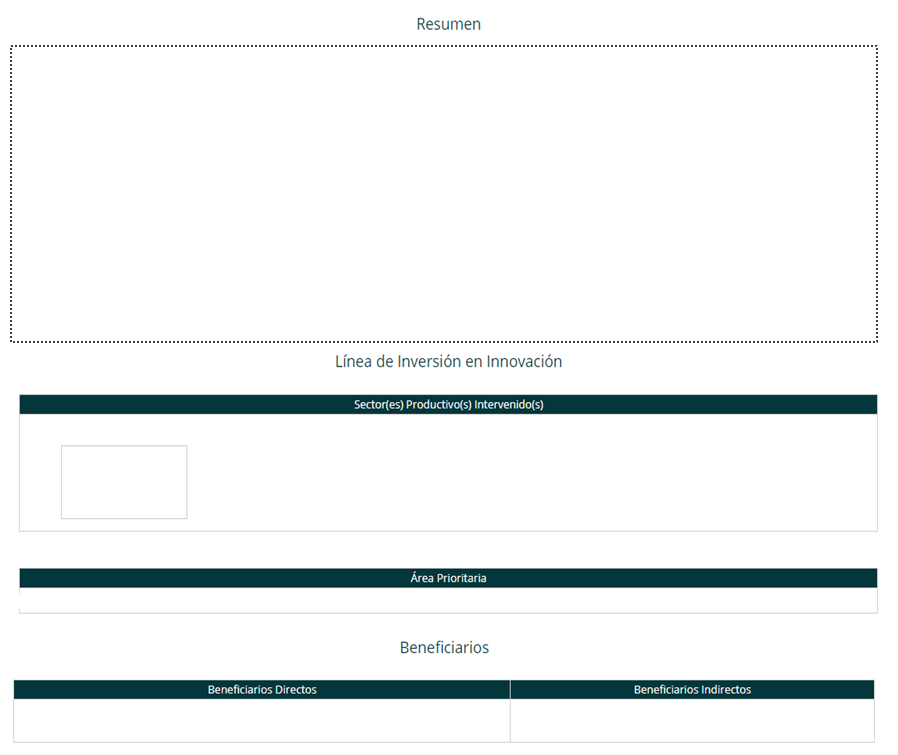 Resumen
Línea de Inversión en Innovación
Sector(es) Productivo(s) Intervenido(s)
Área Prioritaria
Beneficiarios
Beneficiarios Directos
Beneficiarios Indirectos